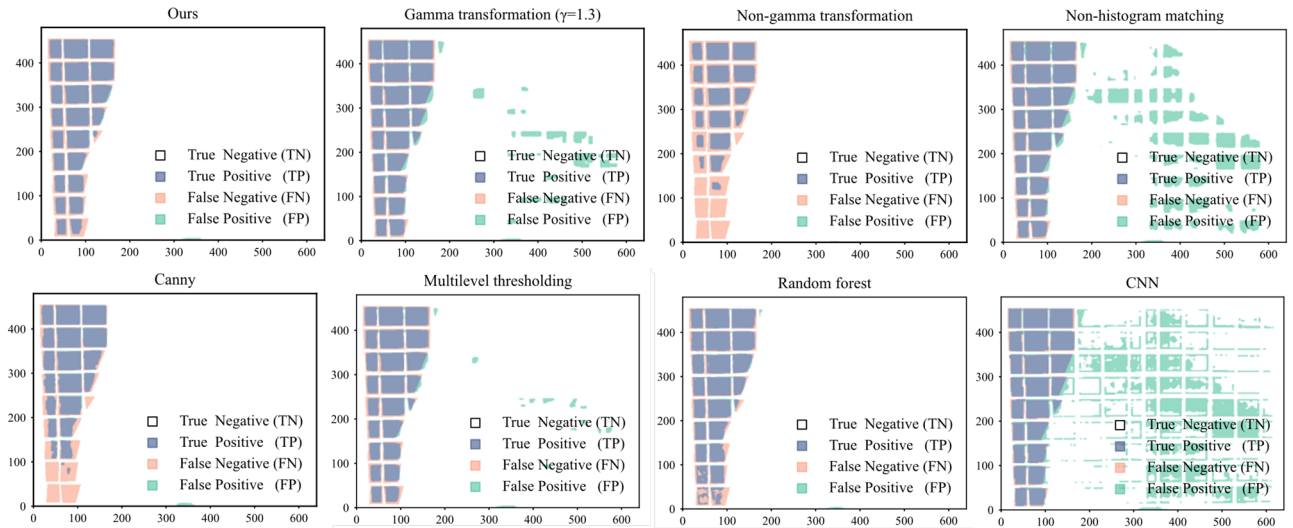 Ours
Gamma transformation (γ=1.3)
Non-gamma transformation
Non-histogram matching
400
300
200
100
0
0 100 200 300 400 500 600
True Negative (TN)
True Positive (TP)
False Negative (FN)
False Positive (FP)
400
300
200
100
0
0 100 200 300 400 500 600
True Negative (TN)
True Positive (TP)
False Negative (FN)
False Positive (FP)
400
300
200
100
0
0 100 200 300 400 500 600
True Negative (TN)
True Positive (TP)
False Negative (FN)
False Positive (FP)
400
300
200
100
0
0 100 200 300 400 500 600
True Negative (TN)
True Positive (TP)
False Negative (FN)
False Positive (FP)
Canny
Multilevel thresholding
Random forest
CNN
400
300
200
100
0
0 100 200 300 400 500 600
True Negative (TN)
True Positive (TP)
False Negative (FN)
False Positive (FP)
400
300
200
100
0
0 100 200 300 400 500 600
True Negative (TN)
True Positive (TP)
False Negative (FN)
False Positive (FP)
400
300
200
100
0
0 100 200 300 400 500 600
True Negative (TN)
True Positive (TP)
False Negative (FN)
False Positive (FP)
400
300
200
100
0
0 100 200 300 400 500 600
True Negative (TN)
True Positive (TP)
False Negative (FN)
False Positive (FP)